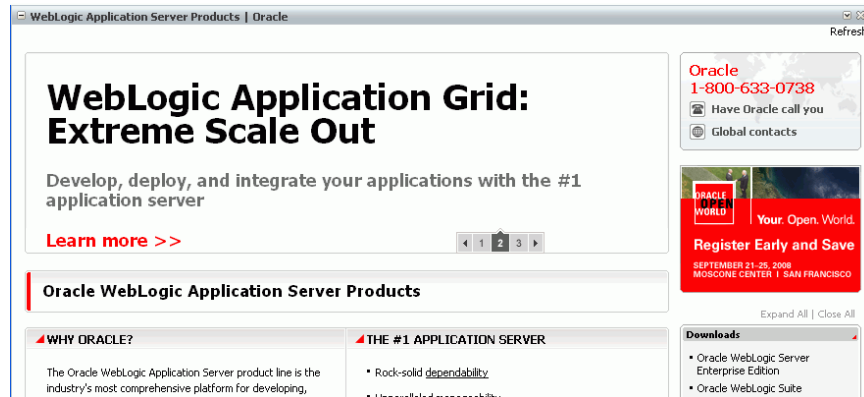 WebLogic Application Server Products | Oracle
Refresh
WebLogic Application Grid:
Extreme Scale Out
Develop, deploy, and integrate your applications with the #1
application server
Learn more >>
1 2 3
Oracle
1-800-633-0738
Have Oracle call you
Global contacts
ORACLE
OPEN
WORLD
Your. Open. World.
Register Early and Save
SEPTEMBER 21-25, 2008
MOSCONE CENTER | SAN FRANCISCO
Oracle WebLogic Application Server Products
Expand All | Close All
WHY ORACLE?
The Oracle WebLogic Application Server product line is the
industry's most comprehensive platform for developing,
THE #1 APPLICATION SERVER
▪ Rock-solid dependability
▪ Unparalleled manageability
Downloads
▪ Oracle WebLogic Server
Enterprise Edition
▪ Oracle WebLogic Suite